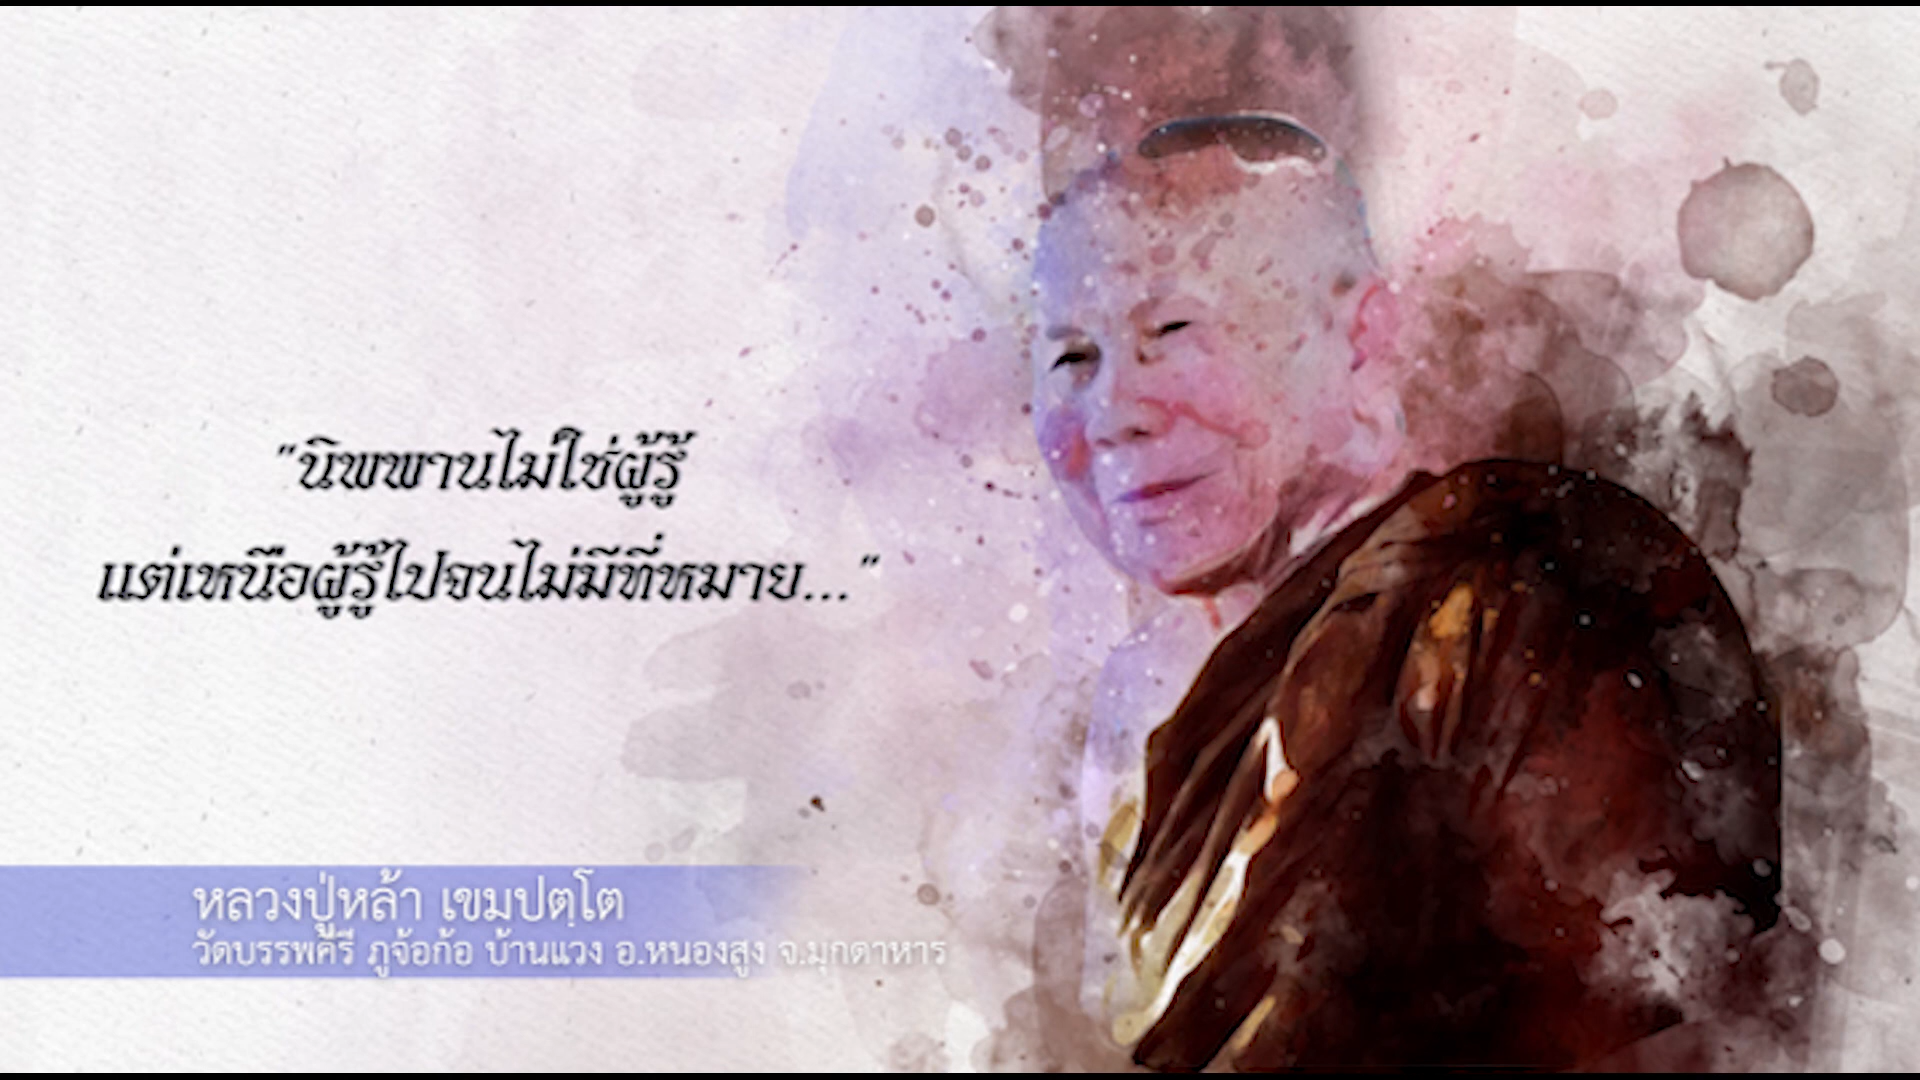 "นิพพานไม่ใช่ผู้รู้
แต่เหนือผู้รู้ไปจนไม่มีที่หมาย..."
หลวงปู่หล้า เขมปตฺโต
วัดบรรพตคีรี ภูจ้อก้อ บ้านแวง อ.หนองสูง จ.มุกดาหาร